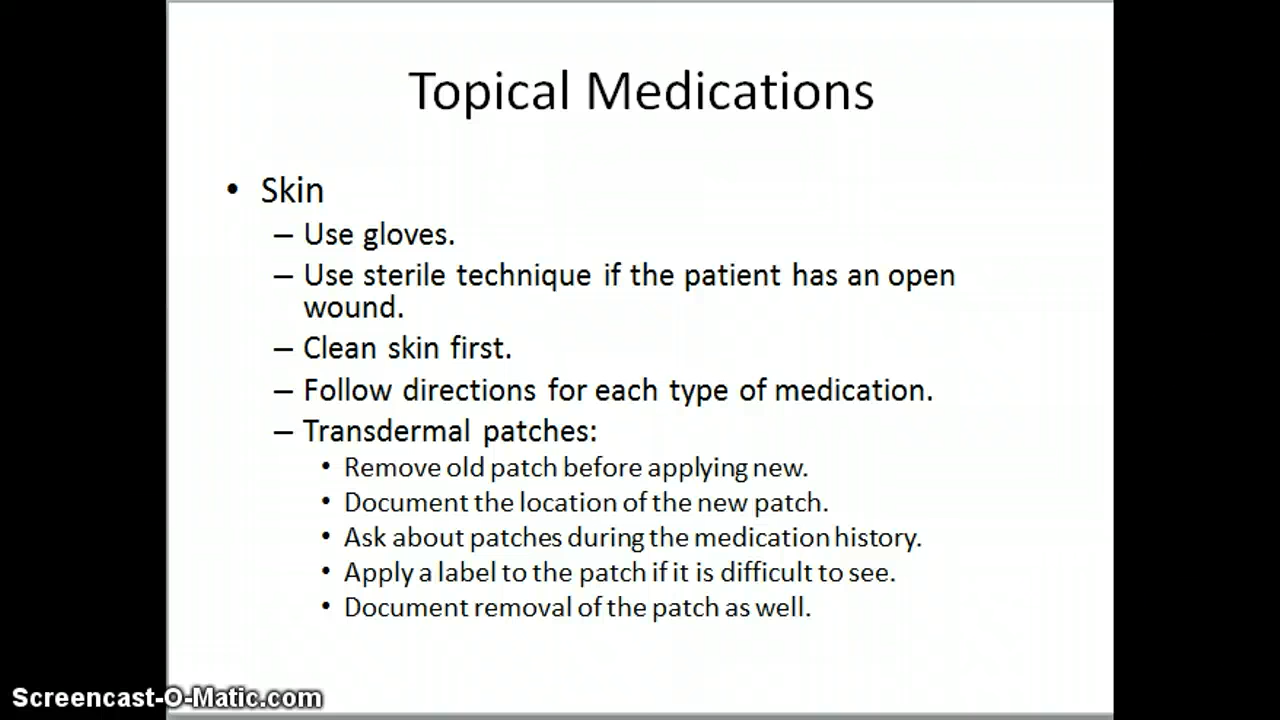 Topical Medications
• Skin
– Use gloves.
– Use sterile technique if the patient has an open
wound.
– Clean skin first.
– Follow directions for each type of medication.
– Transdermal patches:
• Remove old patch before applying new.
• Document the location of the new patch.
• Ask about patches during the medication history.
• Apply a label to the patch if it is difficult to see.
• Document removal of the patch as well.
Screencast-O-Matic.com